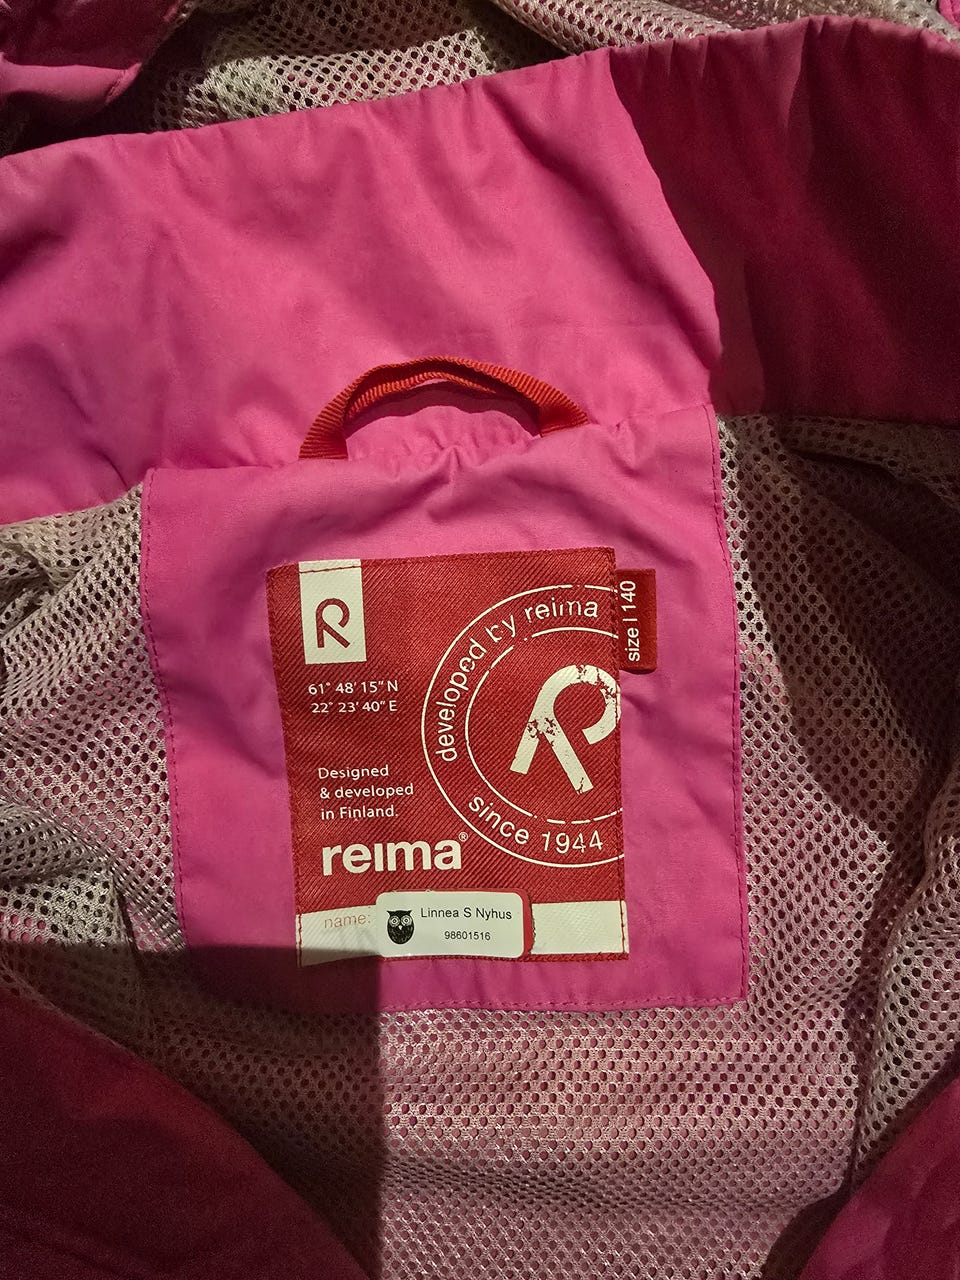 R
61° 48' 15" N
22° 23' 40" E
Designed
& developed
in Finland.
reima®
developed by reima
R
since 1944
size | 140
name:
Linnea S Nyhus
98601516